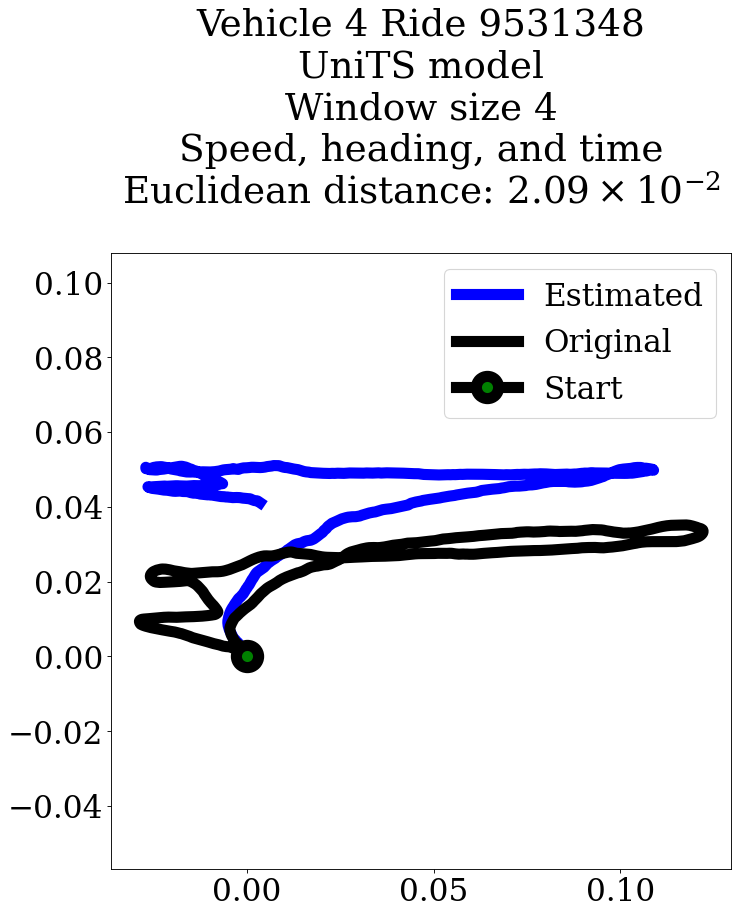 Vehicle 4 Ride 9531348
UniTS model
Window size 4
Speed, heading, and time
Euclidean distance: 2.09 × 10⁻²
Estimated
Original
Start
0.10
0.08
0.06
0.04
0.02
0.00
−0.02
−0.04
0.00 0.05 0.10